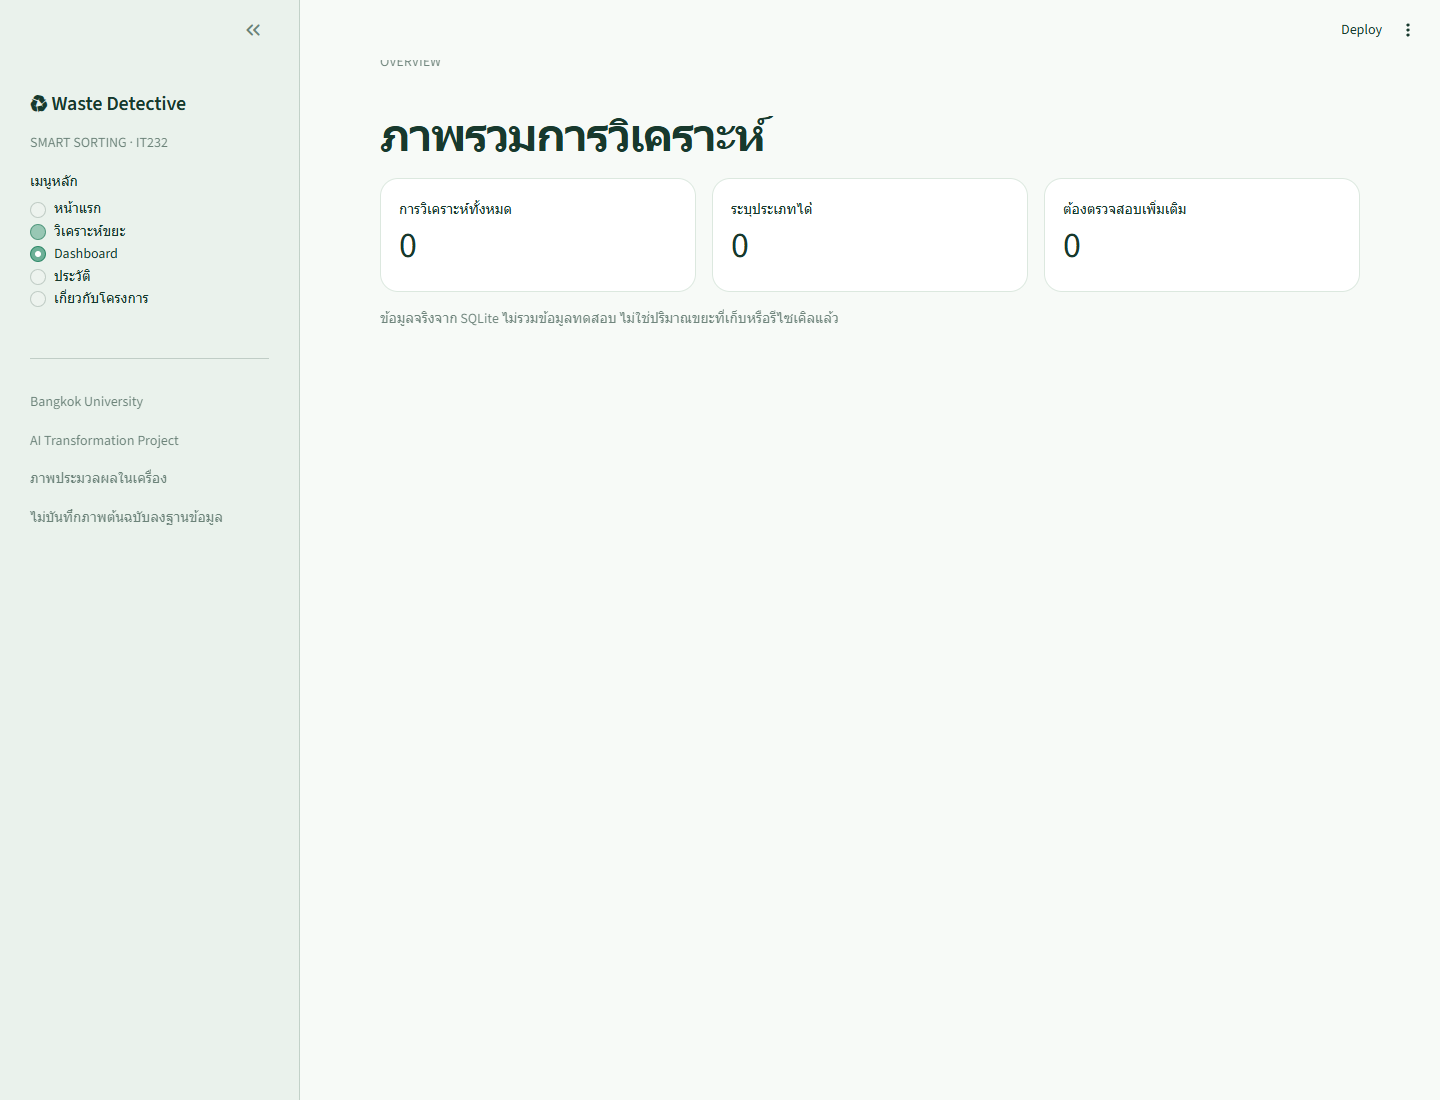 Deploy
♻ Waste Detective
SMART SORTING · IT232
เมนูหลัก
หน้าแรก
วิเคราะห์ขยะ
Dashboard
ประวัติ
เกี่ยวกับโครงการ
Bangkok University
AI Transformation Project
ภาพประมวลผลในเครื่อง
ไม่บันทึกภาพต้นฉบับลงฐานข้อมูล
OVERVIEW
ภาพรวมการวิเคราะห์
การวิเคราะห์ทั้งหมด
0
ระบุประเภทได้
0
ต้องตรวจสอบเพิ่มเติม
0
ข้อมูลจริงจาก SQLite ไม่รวมข้อมูลทดสอบ ไม่ใช่ปริมาณขยะที่เก็บหรือรีไซเคิลแล้ว